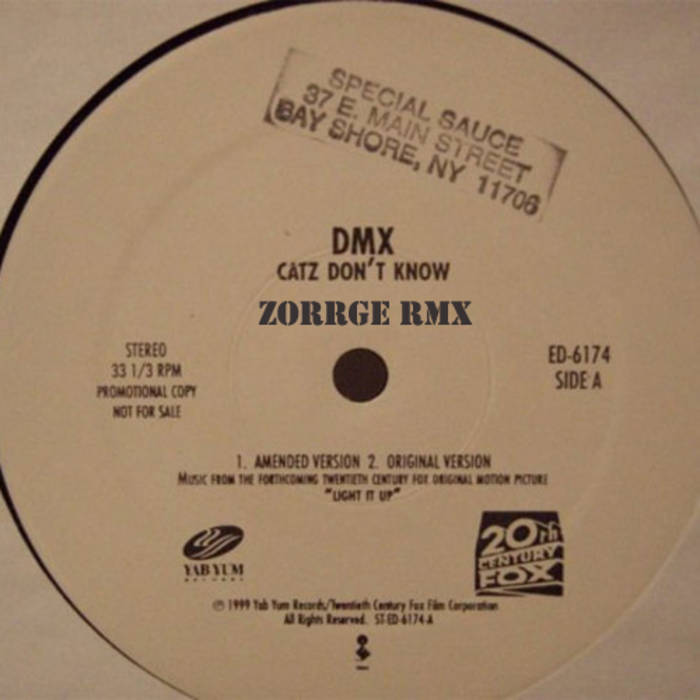 SPECIAL SAUCE
37 E. MAIN STREET
BAY SHORE, NY 11706
DMX
CATZ DON'T KNOW
ZORRGE RMX
STEREO
33 1/3 RPM
PROMOTIONAL COPY
NOT FOR SALE
ED-6174
SIDE A
1. AMENDED VERSION 2. ORIGINAL VERSION
MUSIC FROM THE FORTHCOMING TWENTIETH CENTURY FOX ORIGINAL MOTION PICTURE
"LIGHT IT UP"
YAB YUM
RECORDS
20th
CENTURY
FOX
℗ 1999 Yab Yum Records/Twentieth Century Fox Film Corporation
All Rights Reserved. ST-ED-6174-A